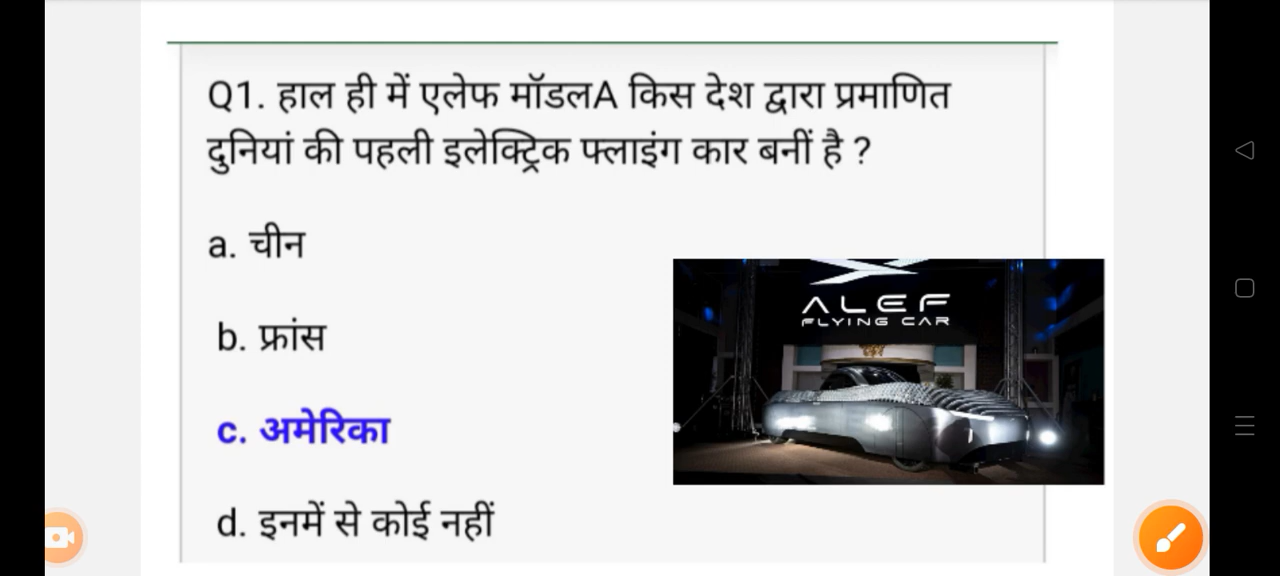 Q1. हाल ही में एलेफ मॉडलA किस देश द्वारा प्रमाणित
दुनियां की पहली इलेक्ट्रिक फ्लाइंग कार बनीं है ?
a. चीन
b. फ्रांस
ALEF
FLYING CAR
c. अमेरिका
d. इनमें से कोई नहीं